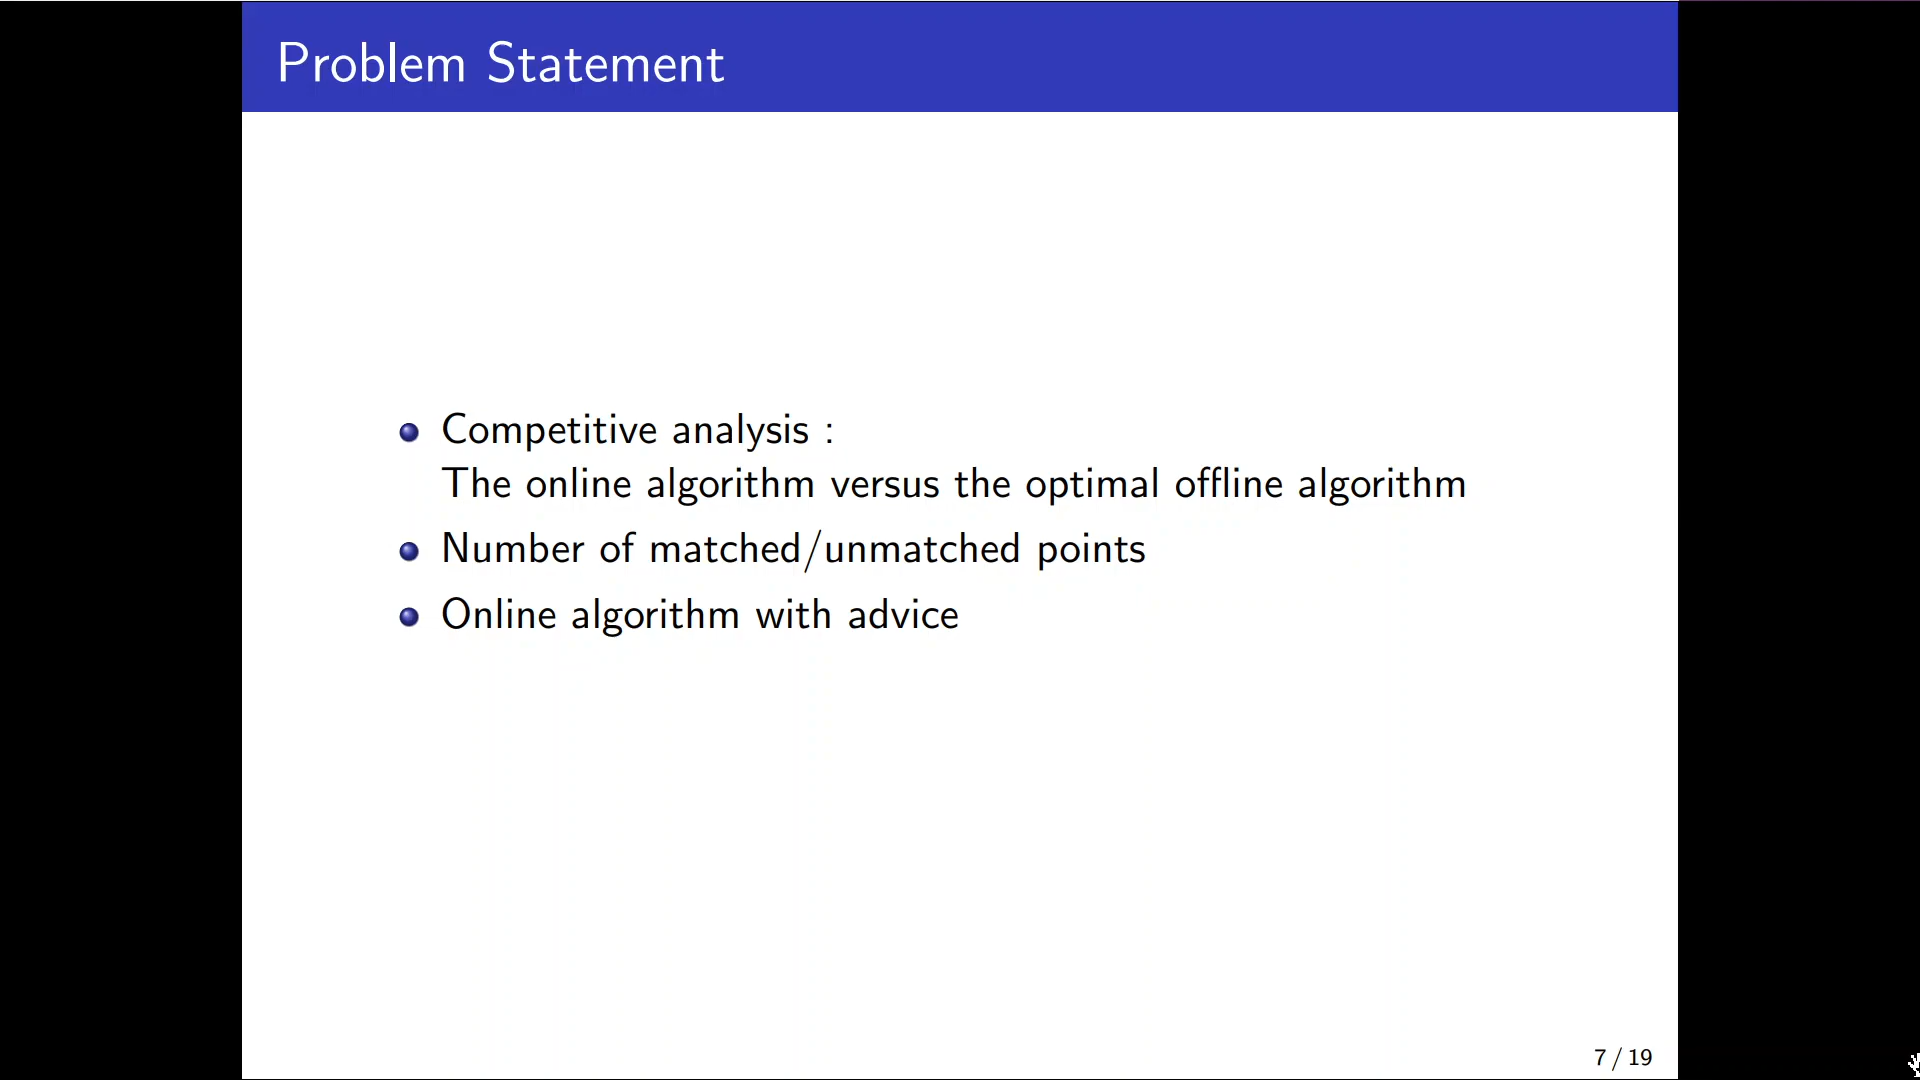 Problem Statement
Competitive analysis :
The online algorithm versus the optimal offline algorithm
Number of matched/unmatched points
Online algorithm with advice
7 / 19